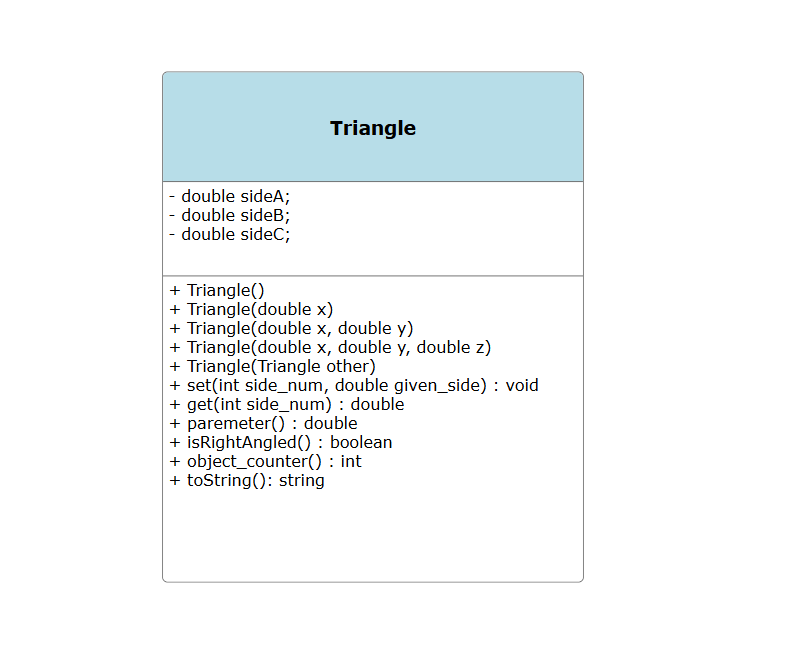 Triangle
- double sideA;
- double sideB;
- double sideC;
+ Triangle()
+ Triangle(double x)
+ Triangle(double x, double y)
+ Triangle(double x, double y, double z)
+ Triangle(Triangle other)
+ set(int side_num, double given_side) : void
+ get(int side_num) : double
+ paremeter() : double
+ isRightAngled() : boolean
+ object_counter() : int
+ toString(): string